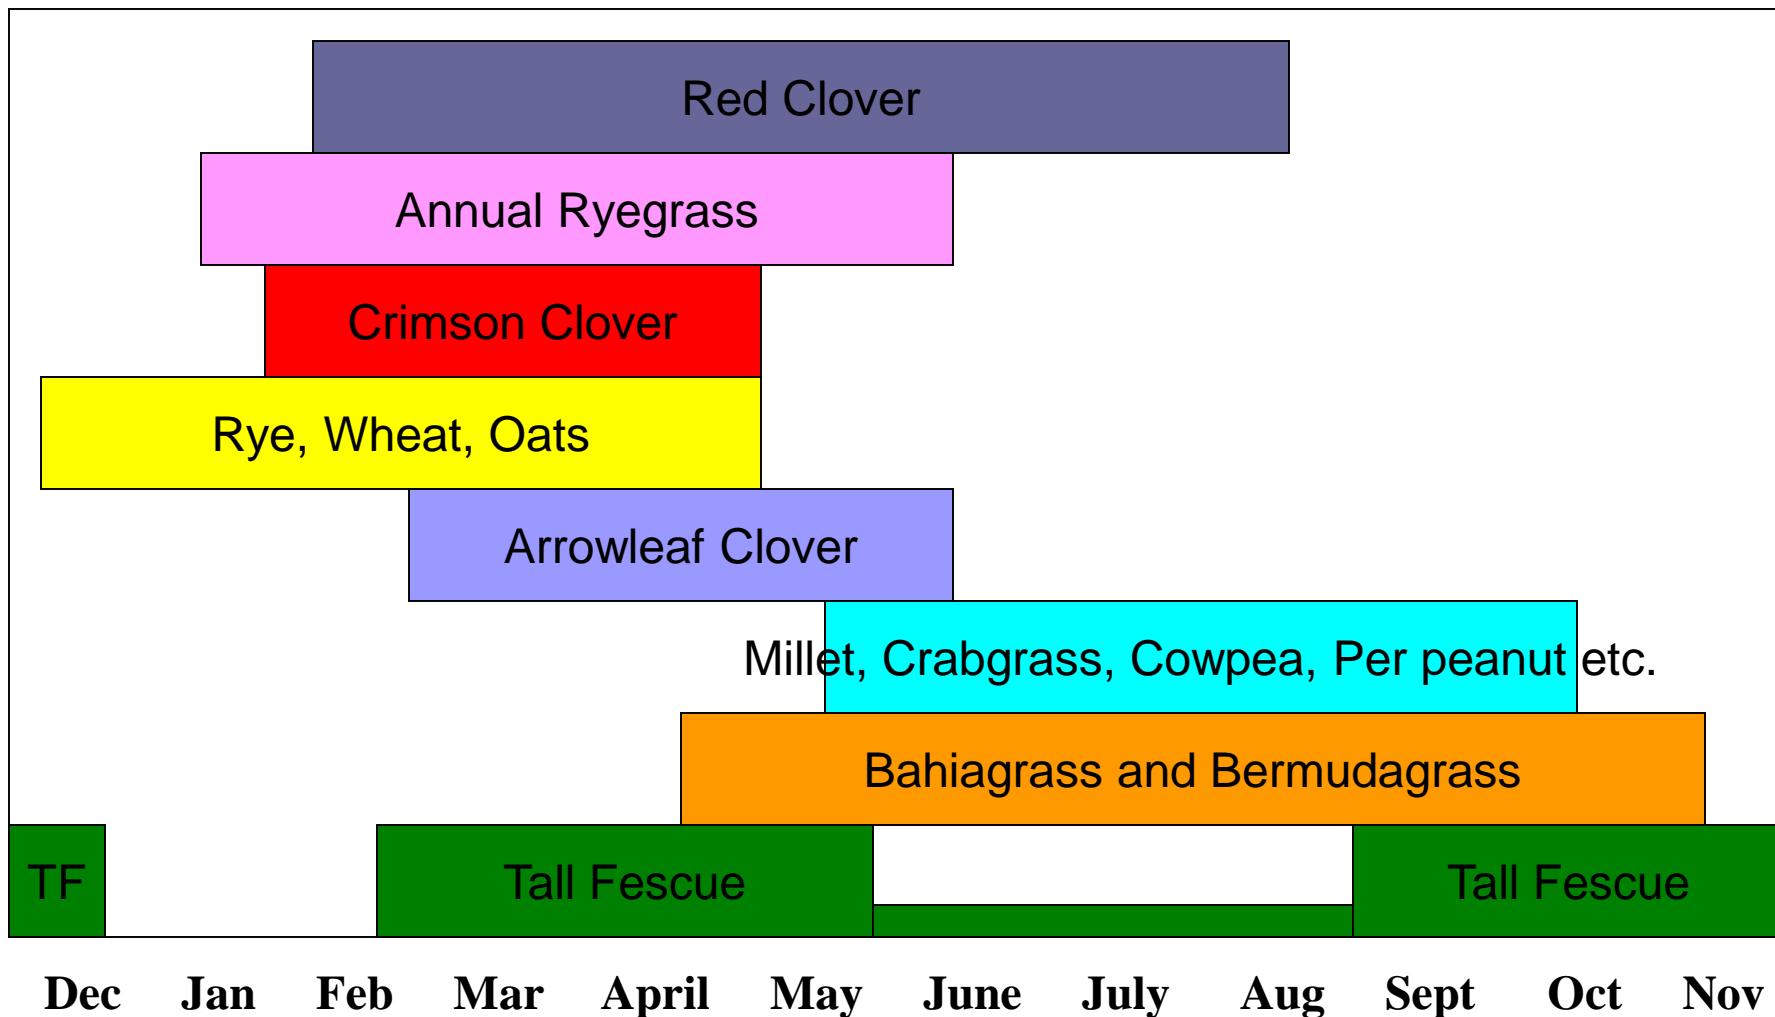 Red Clover
Annual Ryegrass
Crimson Clover
Rye, Wheat, Oats
Arrowleaf Clover
Millet, Crabgrass, Cowpea, Per peanut etc.
Bahiagrass and Bermudagrass
TF Tall Fescue Tall Fescue
Dec Jan Feb Mar April May June July Aug Sept Oct Nov